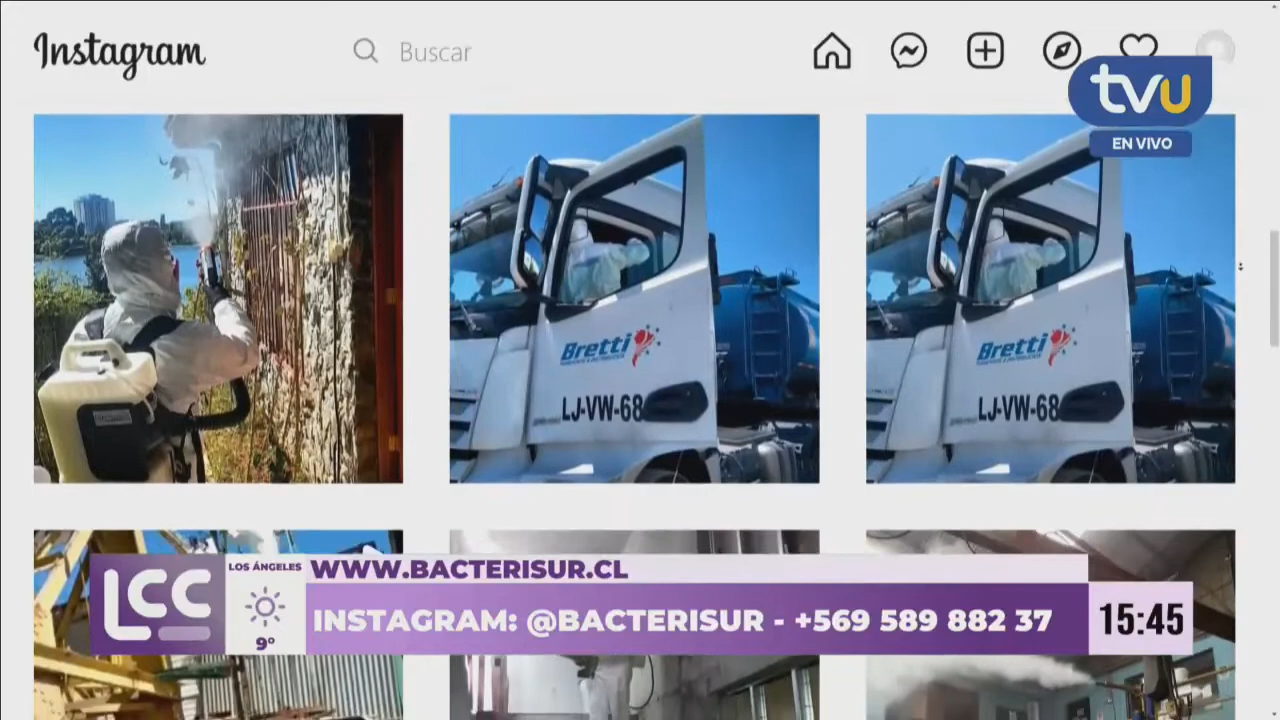 Instagram
Buscar
tvu
EN VIVO
Bretti
LJ-VW-68
Bretti
LJ-VW-68
LCC
LOS ÁNGELES
9°
WWW.BACTERISUR.CL
INSTAGRAM: @BACTERISUR - +569 589 882 37
15:45